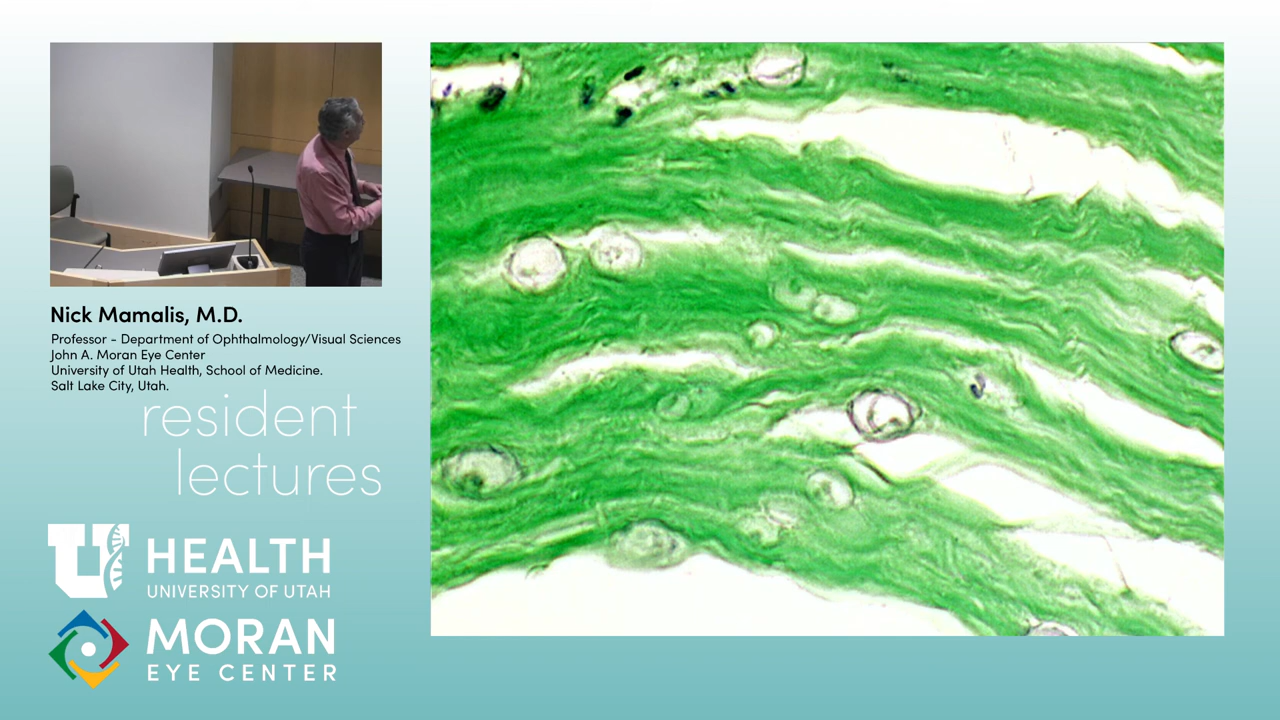 Nick Mamalis, M.D.
Professor - Department of Ophthalmology/Visual Sciences
John A. Moran Eye Center
University of Utah Health, School of Medicine.
Salt Lake City, Utah.
resident
lectures
U HEALTH
UNIVERSITY OF UTAH
MORAN
EYE CENTER